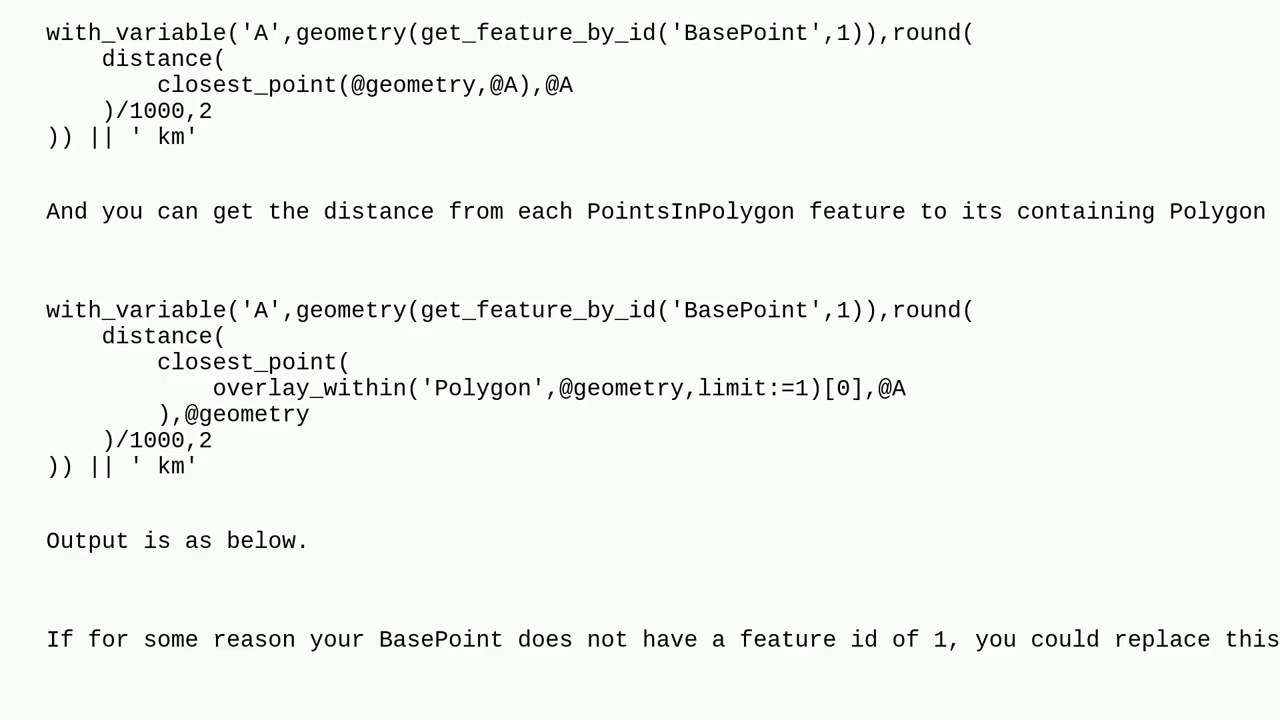 with_variable('A',geometry(get_feature_by_id('BasePoint',1)),round(
    distance(
        closest_point(@geometry,@A),@A
    )/1000,2
)) || ' km'
And you can get the distance from each PointsInPolygon feature to its containing Polygon
with_variable('A',geometry(get_feature_by_id('BasePoint',1)),round(
    distance(
        closest_point(
            overlay_within('Polygon',@geometry,limit:=1)[0],@A
        ),@geometry
    )/1000,2
)) || ' km'
Output is as below.
If for some reason your BasePoint does not have a feature id of 1, you could replace this